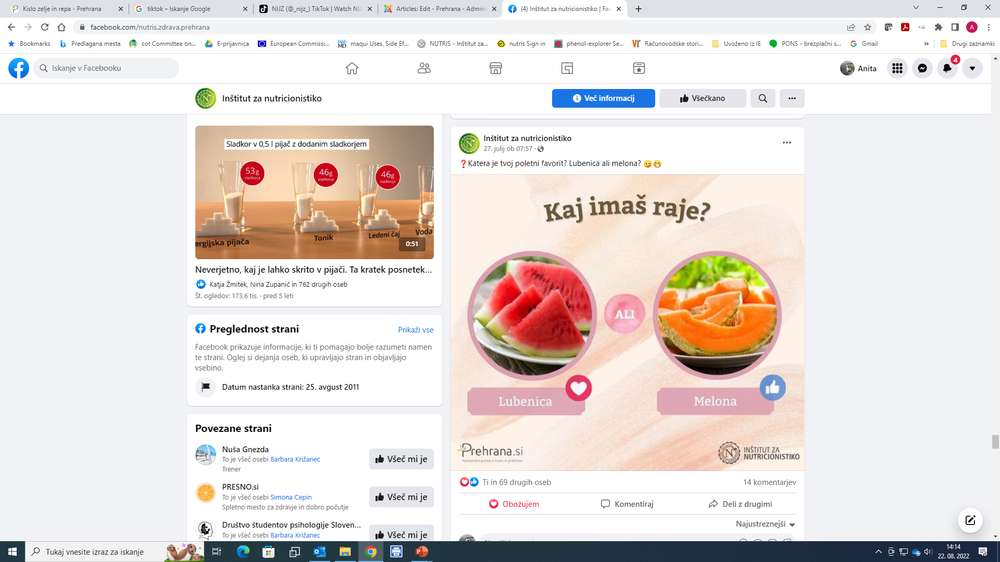 Kislo zelje in repa - Prehrana
tiktok – Iskanje Google
NIJZ (@_nijz_) TikTok | Watch NIJ
Articles: Edit - Prehrana - Adminis
(4) Inštitut za nutricionistiko | Fac
facebook.com/nutris.zdrava.prehrana
A
Bookmarks
Predlagana mesta
cot Committee on...
E-prijavnica
European Commissi...
maqui Uses, Side Ef...
NUTRIS - Inštitut za...
nutris Sign in
phenol-explorer Se...
Računovodske stori...
Uvoženo iz IE
PONS - brezplačni s...
Gmail
»
Drugi zaznamki
Iskanje v Facebooku
Anita
4
Inštitut za nutricionistiko
Več informacij
Všečkano
Sladkor v 0,5 l pijač z dodanim sladkorjem
53g
sladkorja
46g
sladkorja
46g
sladkorja
ergijska pijača
Tonik
Ledeni čaj
Voda
0:51
Neverjetno, kaj je lahko skrito v pijači. Ta kratek posnetek...
Katja Žmitek, Nina Zupanič in 762 drugih oseb
Št. ogledov: 173,6 tis. · pred 5 leti
Preglednost strani
Prikaži vse
Facebook prikazuje informacije, ki ti pomagajo bolje razumeti namen
te strani. Oglej si dejanja oseb, ki upravljajo stran in objavljajo
vsebino.
Datum nastanka strani: 25. avgust 2011
Povezane strani
Nuša Gnezda
To je všeč osebi Barbara Križanec
Trener
Všeč mi je
PRESNO.si
To je všeč osebi Simona Cepin
Spletno mesto za zdravje in dobro počutje
Všeč mi je
Društvo študentov psihologije Sloven...
To je všeč osebi Barbara Križanec
Všeč mi je
Inštitut za nutricionistiko
27. julij ob 07:57 ·
❓Katera je tvoj poletni favorit? Lubenica ali melona? 😉😁
Kaj imaš raje?
ALI
Lubenica
Melona
Prehrana.si
Nacionalni portal o hrani in prehrani
INŠTITUT ZA
NUTRICIONISTIKO
Ti in 69 drugih oseb
14 komentarjev
Obožujem
Komentiraj
Deli z drugimi
Najustreznejši
Tukaj vnesite izraz za iskanje
14:14
22. 08. 2022